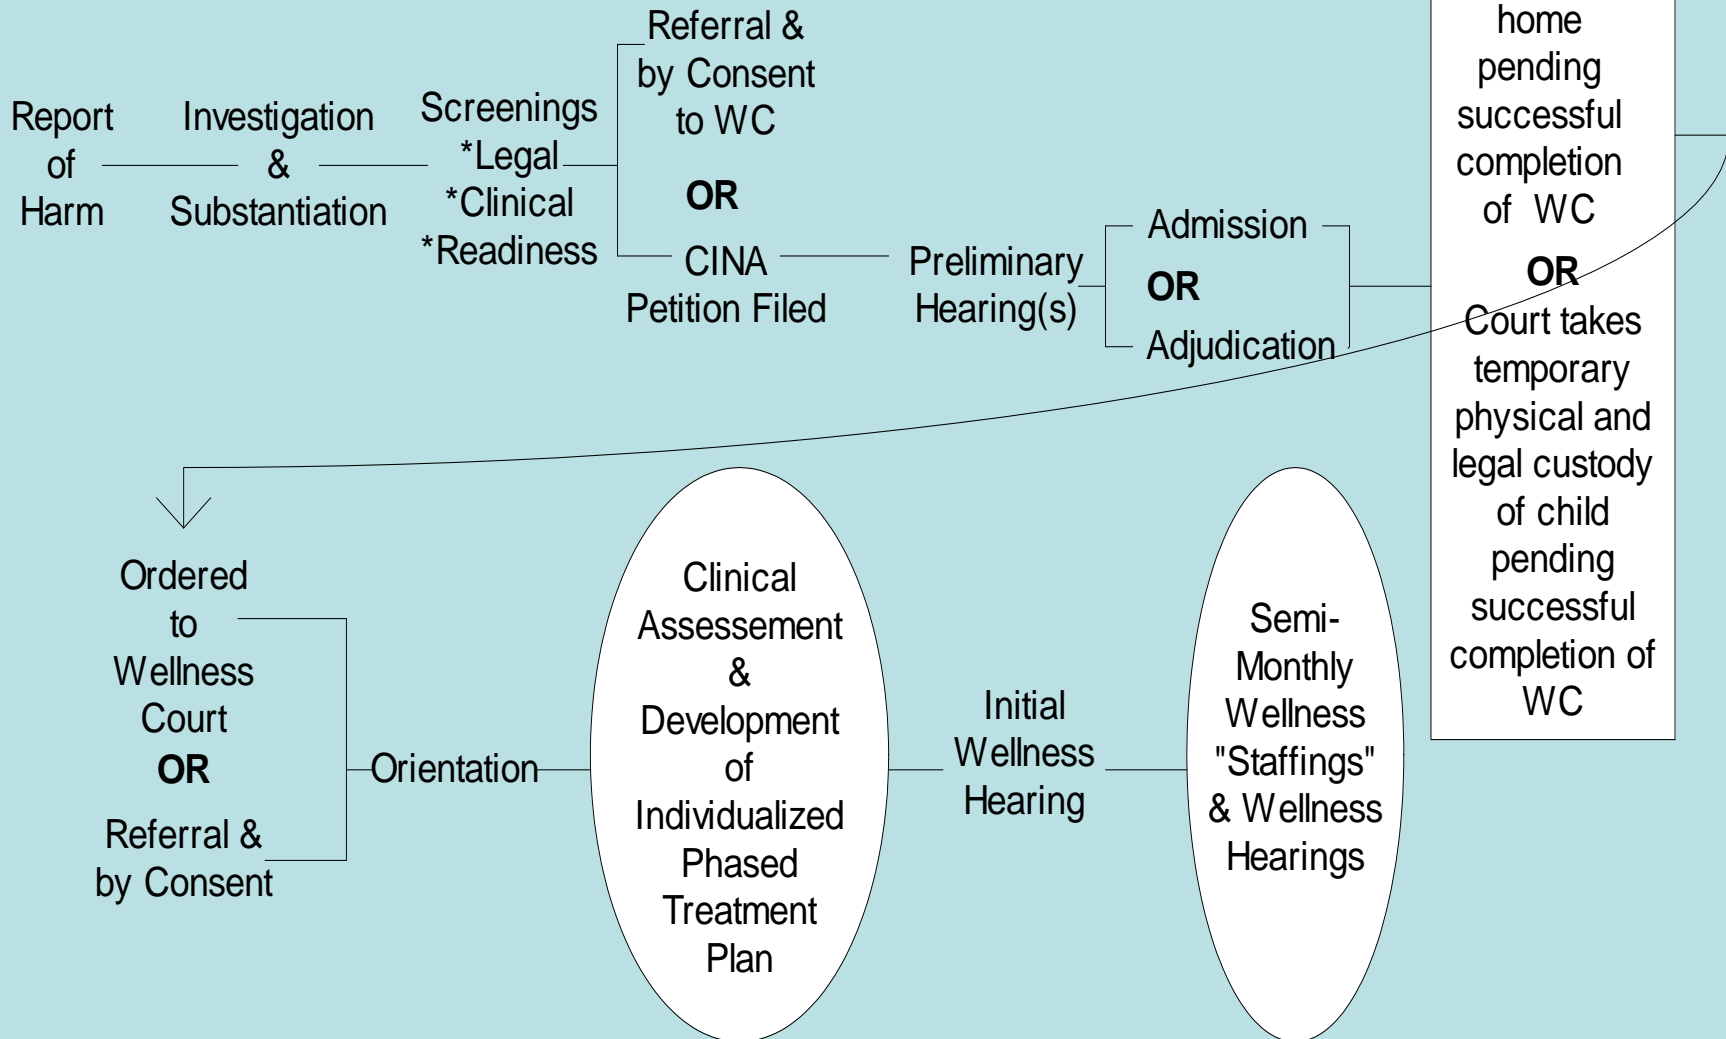 Report
of
Harm
Investigation
&
Substantiation
Screenings
*Legal
*Clinical
*Readiness
Referral &
by Consent
to WC
OR
CINA
Petition Filed
Preliminary
Hearing(s)
Admission
OR
Adjudication
home
pending
successful
completion
of WC
OR
Court takes
temporary
physical and
legal custody
of child
pending
successful
completion of
WC
Ordered
to
Wellness
Court
OR
Referral &
by Consent
Orientation
Clinical
Assessement
&
Development
of
Individualized
Phased
Treatment
Plan
Initial
Wellness
Hearing
Semi-
Monthly
Wellness
"Staffings"
& Wellness
Hearings